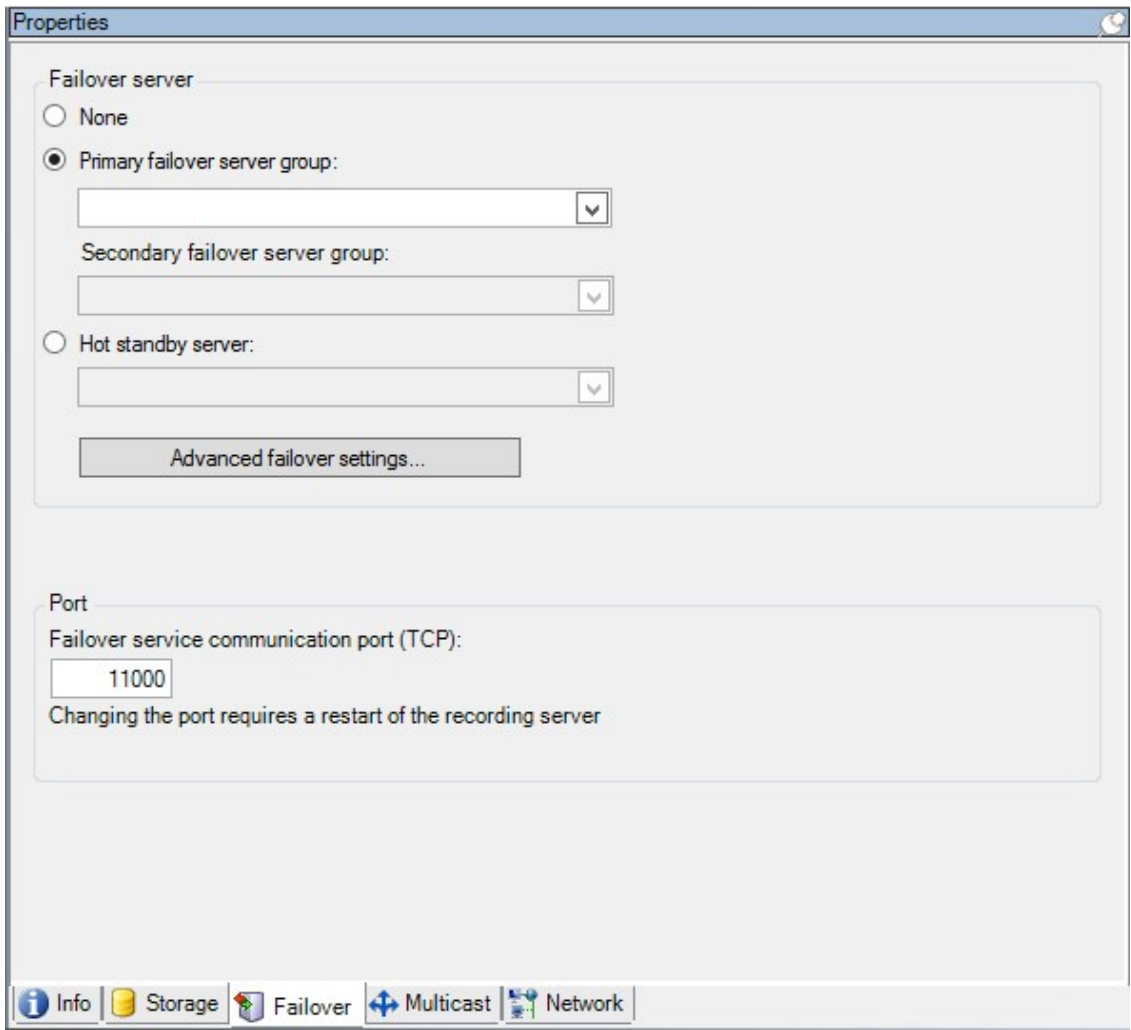 Properties
Failover server
None
Primary failover server group:
Secondary failover server group:
Hot standby server:
Advanced failover settings...
Port
Failover service communication port (TCP):
11000
Changing the port requires a restart of the recording server
Info Storage Failover Multicast Network